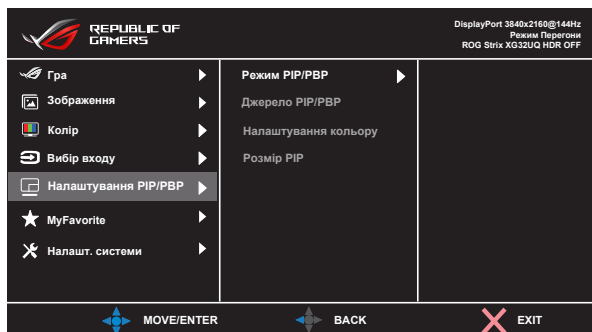 REPUBLIC OF
GAMERS
DisplayPort 3840x2160@144Hz
Режим Перегони
ROG Strix XG32UQ HDR OFF
Гра
Зображення
Колір
Вибір входу
Налаштування PIP/PBP
MyFavorite
Налашт. системи
Режим PIP/PBP
Джерело PIP/PBP
Налаштування кольору
Розмір PIP
MOVE/ENTER
BACK
EXIT